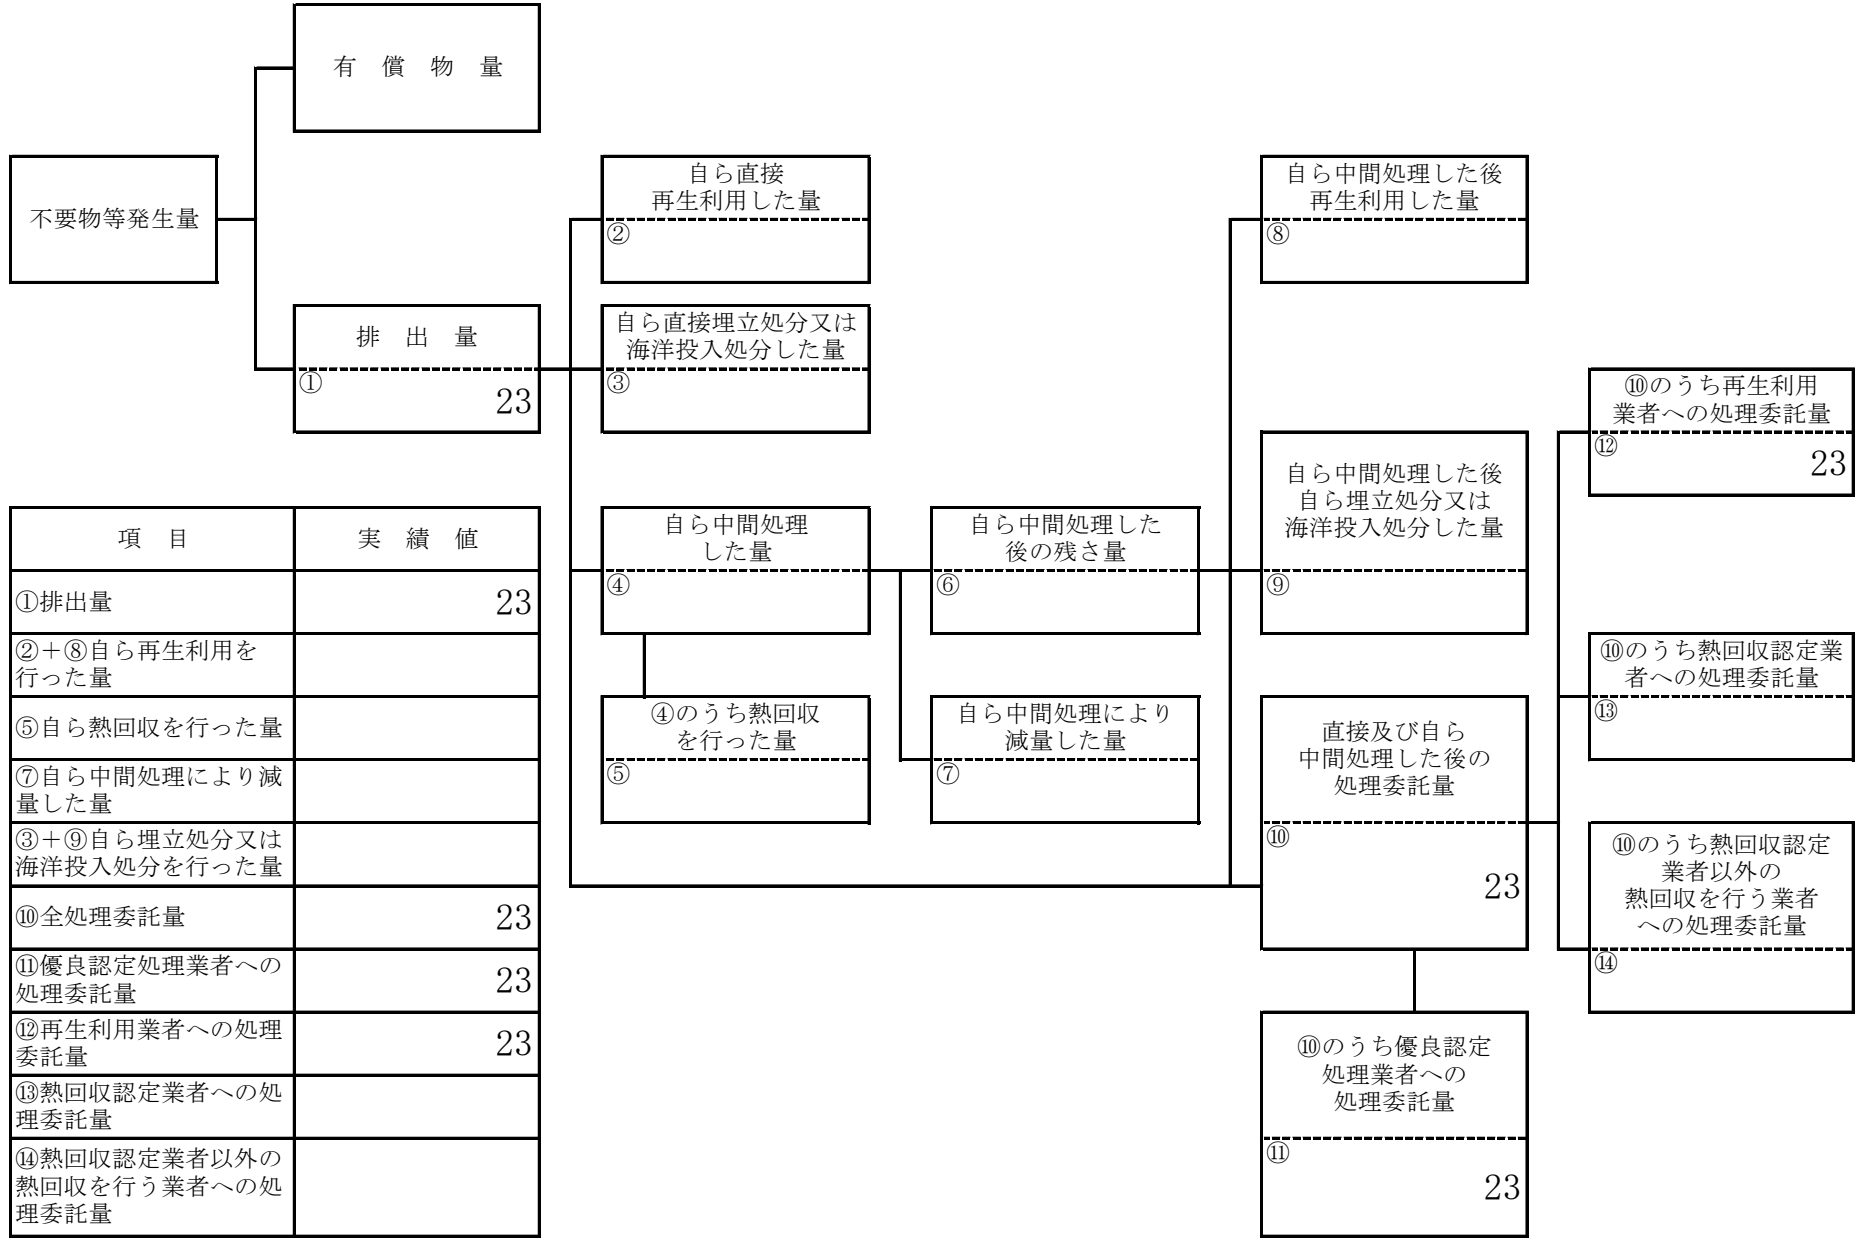 有　償　物　量
不要物等発生量
排　出　量
①
23
自ら直接
再生利用した量
②
自ら直接埋立処分又は
海洋投入処分した量
③
自ら中間処理
した量
④
④のうち熱回収
を行った量
⑤
自ら中間処理した
後の残さ量
⑥
自ら中間処理により
減量した量
⑦
自ら中間処理した後
再生利用した量
⑧
自ら中間処理した後
自ら埋立処分又は
海洋投入処分した量
⑨
直接及び自ら
中間処理した後の
処理委託量
⑩
23
⑩のうち優良認定
処理業者への
処理委託量
⑪
23
⑩のうち再生利用
業者への処理委託量
⑫
23
⑩のうち熱回収認定業
者への処理委託量
⑬
⑩のうち熱回収認定
業者以外の
熱回収を行う業者
への処理委託量
⑭
項　目　実　績　値
①排出量　23
②＋⑧自ら再生利用を
行った量
⑤自ら熱回収を行った量
⑦自ら中間処理により減
量した量
③＋⑨自ら埋立処分又は
海洋投入処分を行った量
⑩全処理委託量　23
⑪優良認定処理業者への
処理委託量　23
⑫再生利用業者への処理
委託量　23
⑬熱回収認定業者への処
理委託量
⑭熱回収認定業者以外の
熱回収を行う業者への処
理委託量